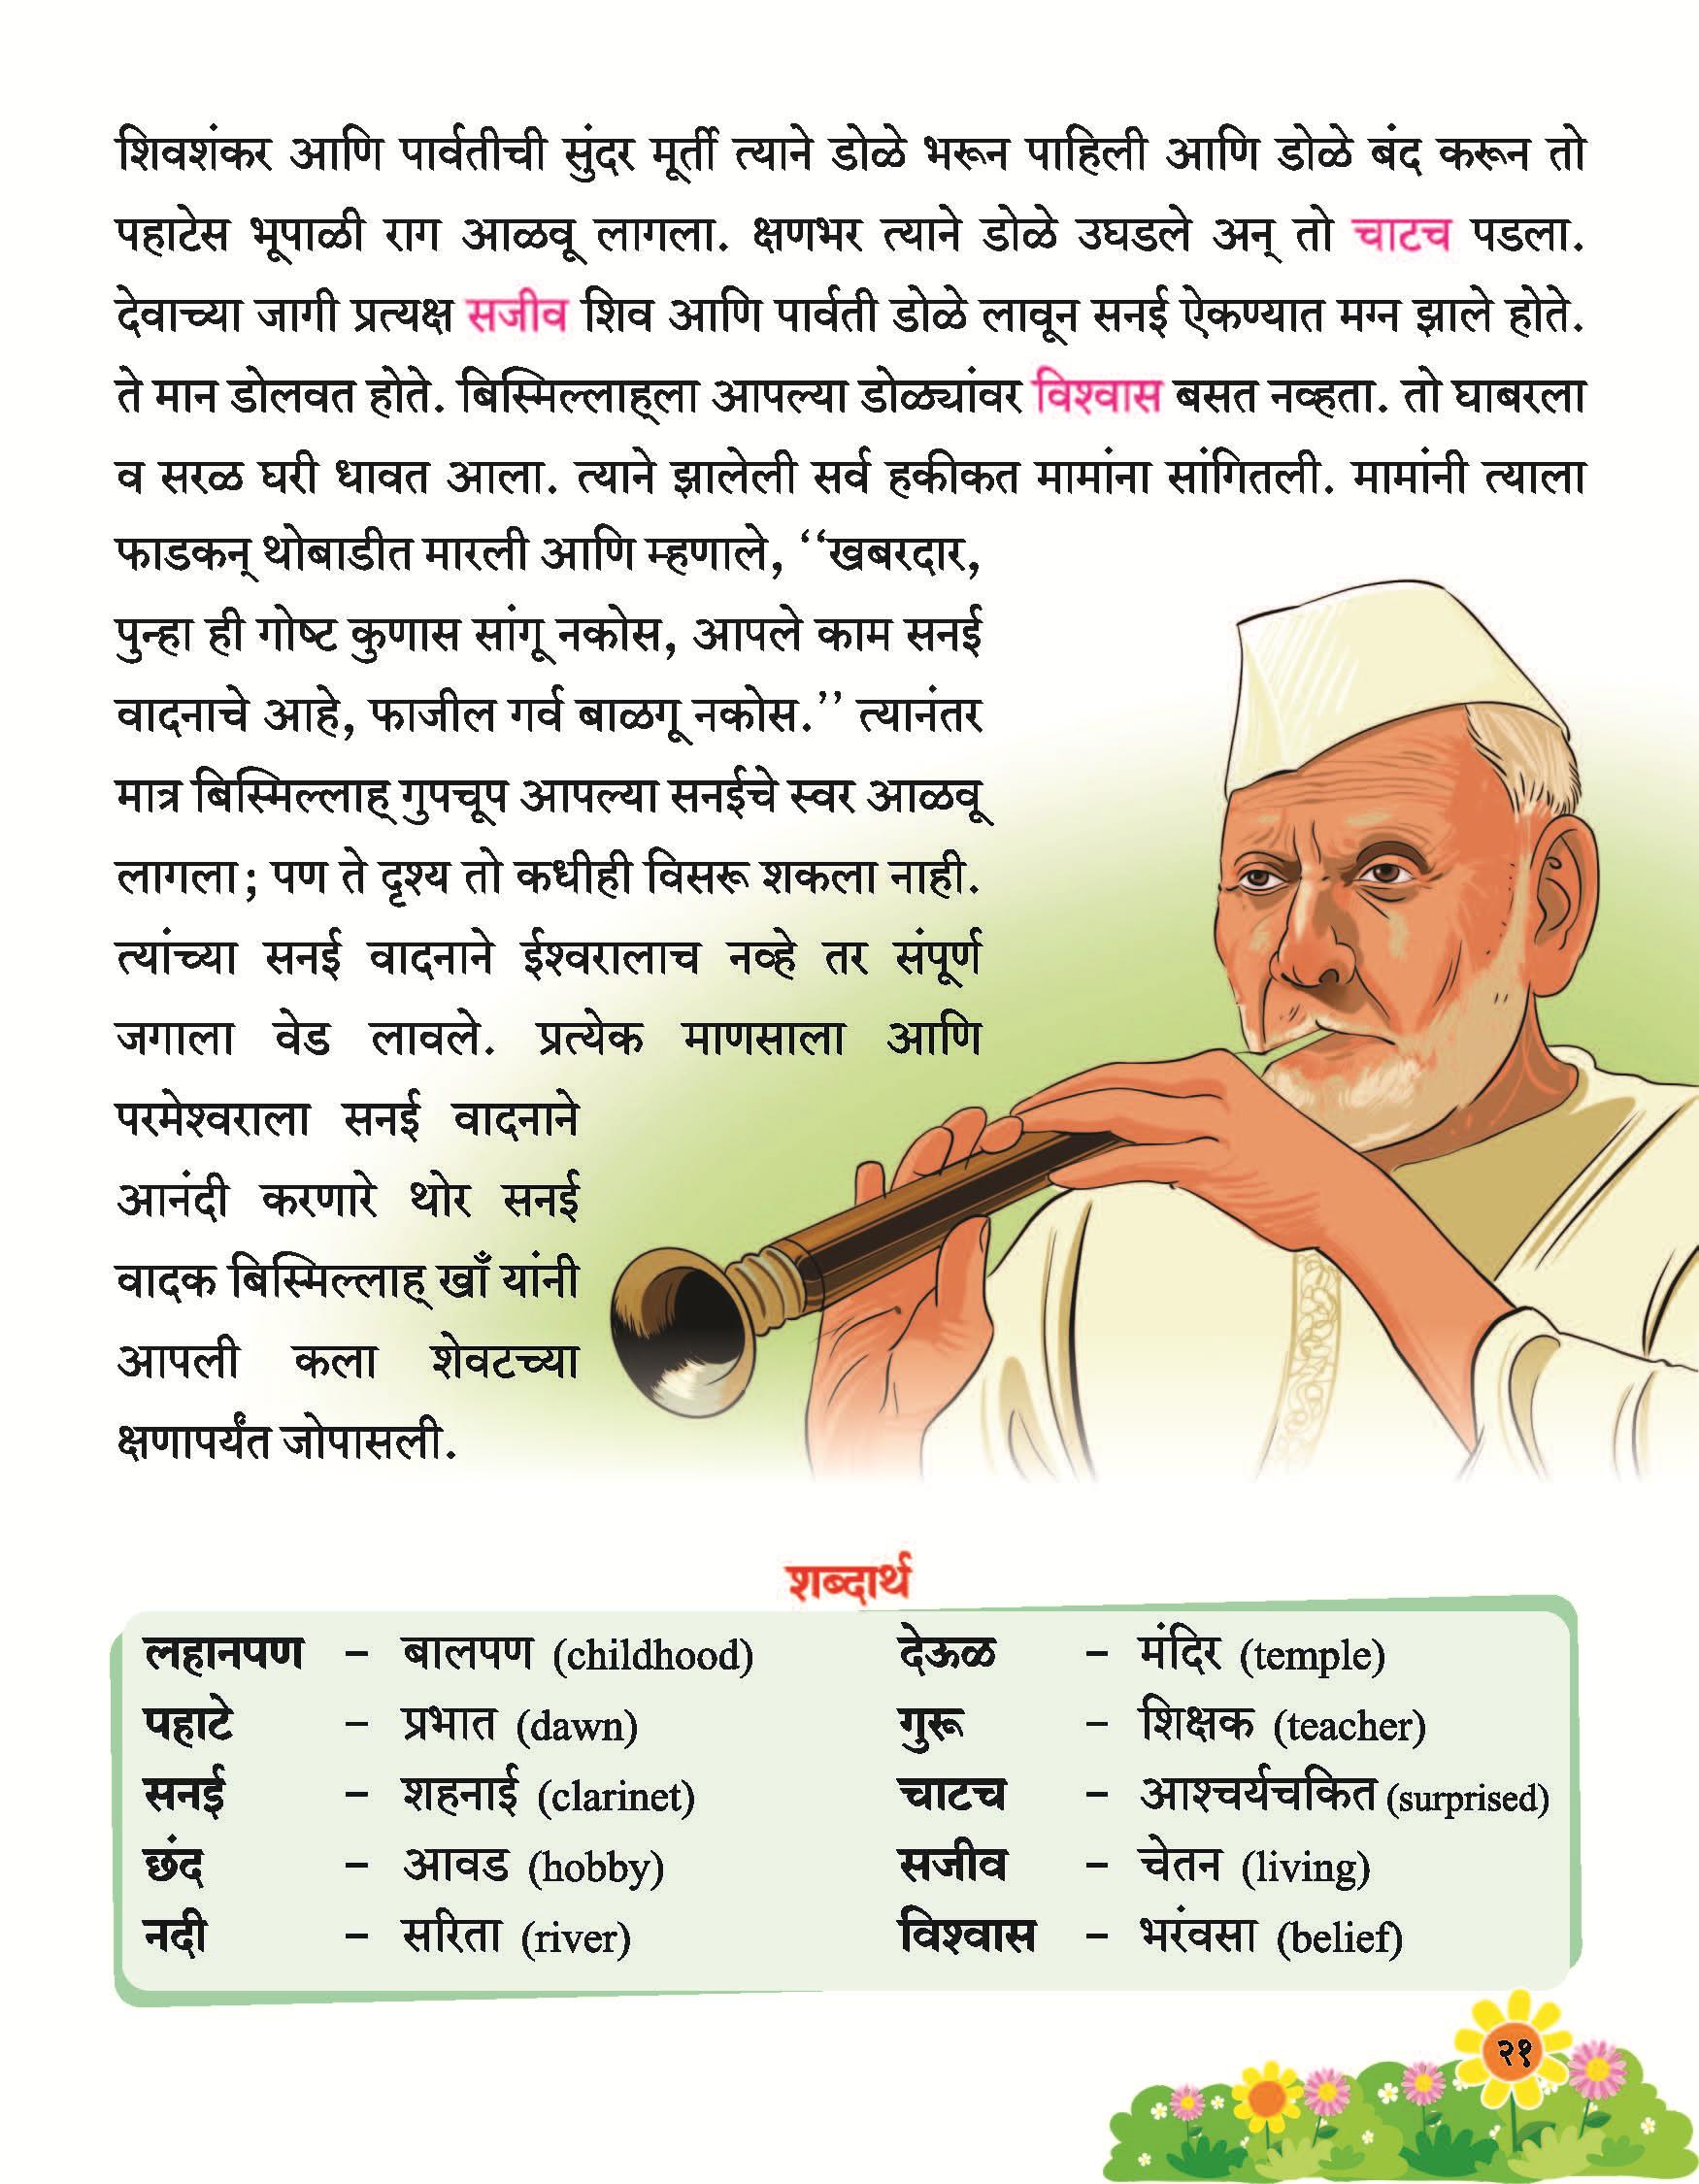 शिवशंकर आणि पार्वतीची सुंदर मूर्ती त्याने डोळे भरून पाहिली आणि डोळे बंद करून तो
पहाटेस भूपाळी राग आळवू लागला. क्षणभर त्याने डोळे उघडले अन् तो चाटच पडला.
देवाच्या जागी प्रत्यक्ष सजीव शिव आणि पार्वती डोळे लावून सनई ऐकण्यात मग्न झाले होते.
ते मान डोलवत होते. बिस्मिल्लाह्‌ला आपल्या डोळ्यांवर विश्वास बसत नव्हता. तो घाबरला
व सरळ घरी धावत आला. त्याने झालेली सर्व हकीकत मामांना सांगितली. मामांनी त्याला
फाडकन् थोबाडीत मारली आणि म्हणाले, ‘‘खबरदार,
पुन्हा ही गोष्ट कुणास सांगू नकोस, आपले काम सनई
वादनाचे आहे, फाजील गर्व बाळगू नकोस.’’ त्यानंतर
मात्र बिस्मिल्लाह् गुपचूप आपल्या सनईचे स्वर आळवू
लागला; पण ते दृश्य तो कधीही विसरू शकला नाही.
त्यांच्या सनई वादनाने ईश्वरालाच नव्हे तर संपूर्ण
जगाला वेड लावले. प्रत्येक माणसाला आणि
परमेश्वराला सनई वादनाने
आनंदी करणारे थोर सनई
वादक बिस्मिल्लाह् खाँ यांनी
आपली कला शेवटच्या
क्षणापर्यंत जोपासली.
शब्दार्थ
लहानपण – बालपण (childhood)
पहाटे – प्रभात (dawn)
सनई – शहनाई (clarinet)
छंद – आवड (hobby)
नदी – सरिता (river)
देऊळ – मंदिर (temple)
गुरू – शिक्षक (teacher)
चाटच – आश्चर्यचकित (surprised)
सजीव – चेतन (living)
विश्वास – भरंवसा (belief)
२१